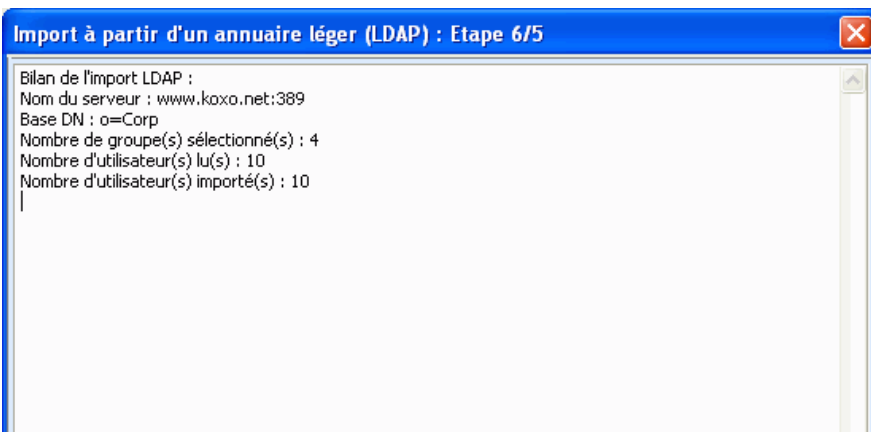 Import à partir d'un annuaire léger (LDAP) : Etape 6/5
Bilan de l'import LDAP :
Nom du serveur : www.koxo.net:389
Base DN : o=Corp
Nombre de groupe(s) sélectionné(s) : 4
Nombre d'utilisateur(s) lu(s) : 10
Nombre d'utilisateur(s) importé(s) : 10